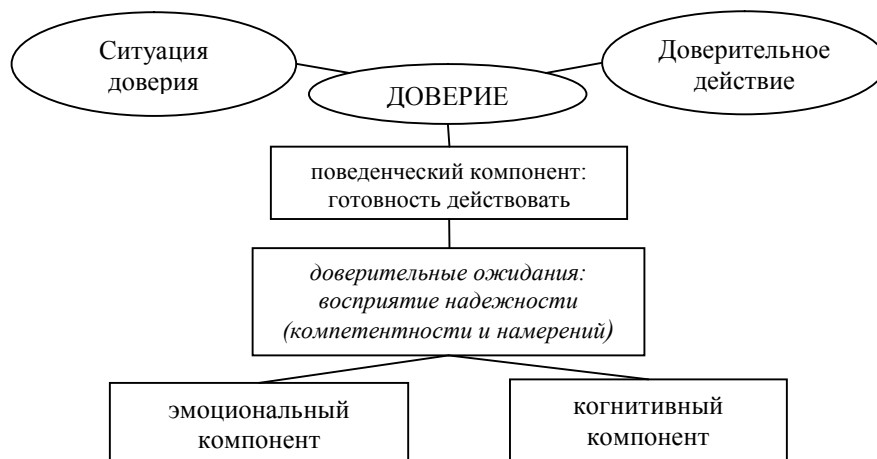 Ситуация
доверия
Доверительное
действие
ДОВЕРИЕ
поведенческий компонент:
готовность действовать
доверительные ожидания:
восприятие надежности
(компетентности и намерений)
эмоциональный
компонент
когнитивный
компонент